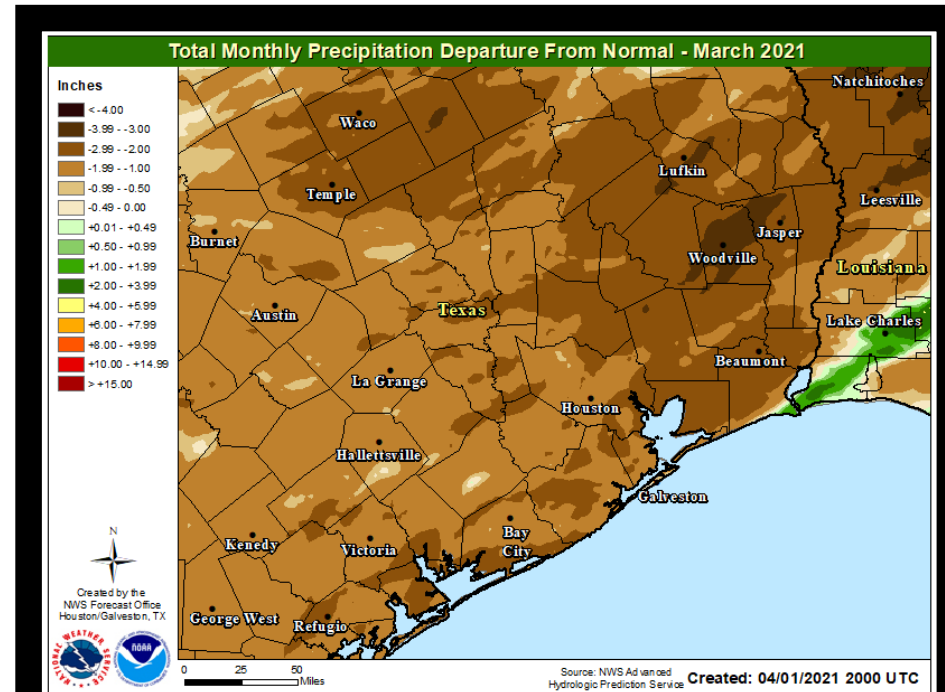 Total Monthly Precipitation Departure From Normal - March 2021
Inches
< -4.00
-3.99 - -3.00
-2.99 - -2.00
-1.99 - -1.00
-0.99 - -0.50
-0.49 - 0.00
+0.01 - +0.49
+0.50 - +0.99
+1.00 - +1.99
+2.00 - +3.99
+4.00 - +5.99
+6.00 - +7.99
+8.00 - +9.99
+10.00 - +14.99
> +15.00
Natchitoches
Waco
Lufkin
Temple
Leesville
Burnet
Jasper
Woodville
Louisiana
Austin
Texas
Lake Charles
Beaumont
La Grange
Houston
Hallettsville
Galveston
Bay
City
Kenedy
Victoria
George West
Refugio
N
Created by the
NWS Forecast Office
Houston/Galveston, TX
NATIONAL WEATHER SERVICE
NOAA
0 25 50
Miles
Source: NWS Advanced
Hydrologic Prediction Service
Created: 04/01/2021 2000 UTC